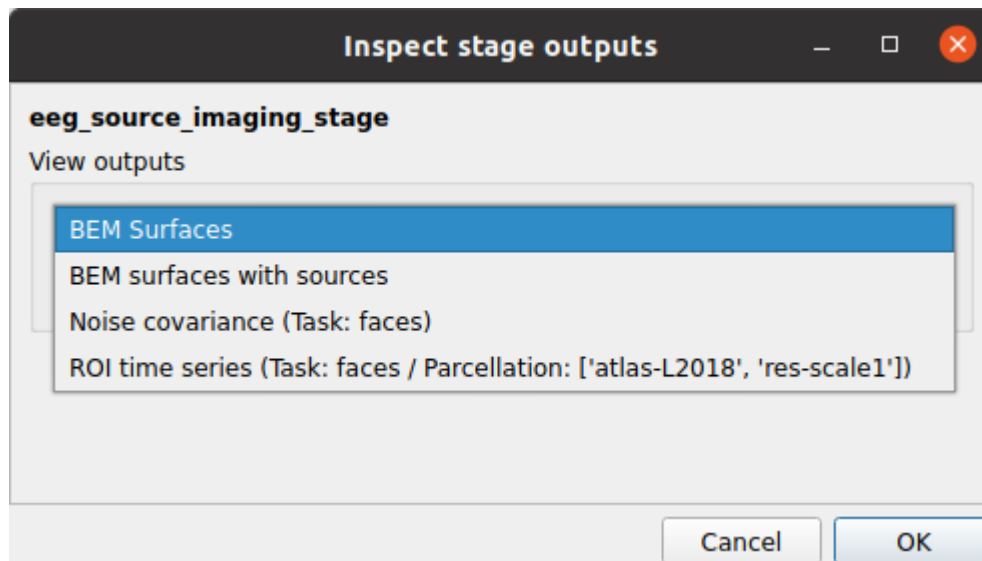 Inspect stage outputs
eeg_source_imaging_stage
View outputs
BEM Surfaces
BEM surfaces with sources
Noise covariance (Task: faces)
ROI time series (Task: faces / Parcellation: ['atlas-L2018', 'res-scale1'])
Cancel OK